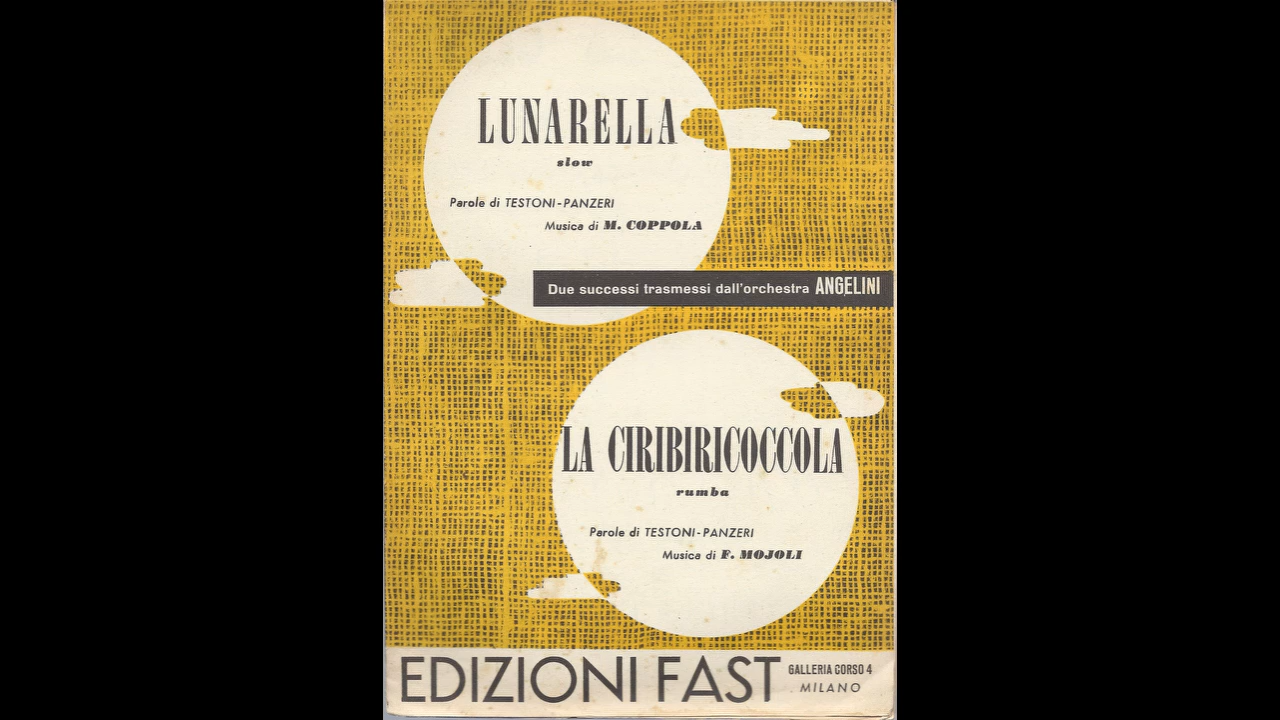 LUNARELLA
slow
Parole di TESTONI-PANZERI
Musica di M. COPPOLA
Due successi trasmessi dall'orchestra ANGELINI
LA CIRIBIRICOCCOLA
rumba
Parole di TESTONI-PANZERI
Musica di F. MOJOLI
EDIZIONI FAST
GALLERIA CORSO 4
MILANO